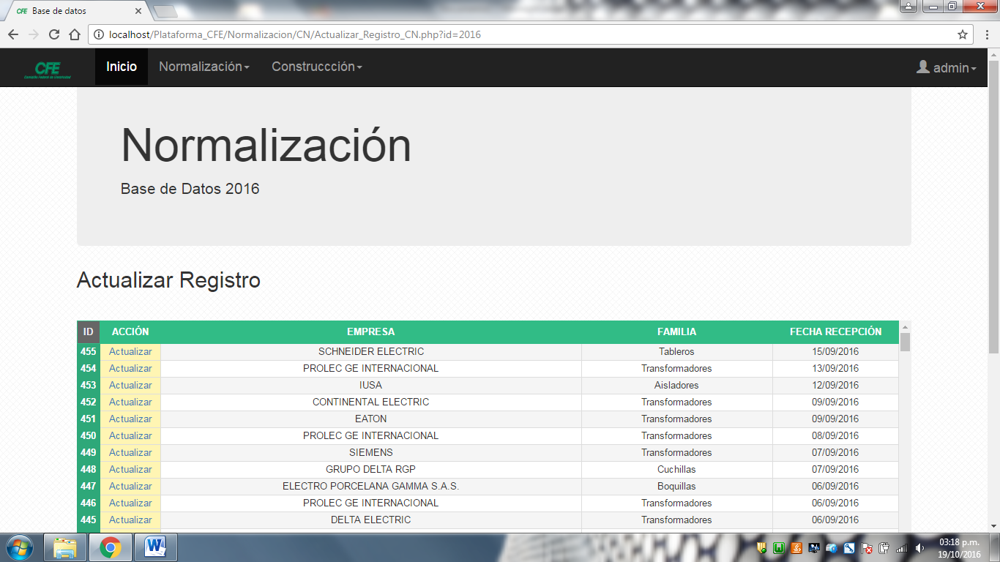 Base de datos
localhost/Plataforma_CFE/Normalizacion/CN/Actualizar_Registro_CN.php?id=2016
CFE
Comisión Federal de Electricidad
Inicio Normalización Construccción admin
Normalización
Base de Datos 2016
Actualizar Registro
ID ACCIÓN EMPRESA FAMILIA FECHA RECEPCIÓN
455 Actualizar SCHNEIDER ELECTRIC Tableros 15/09/2016
454 Actualizar PROLEC GE INTERNACIONAL Transformadores 13/09/2016
453 Actualizar IUSA Aisladores 12/09/2016
452 Actualizar CONTINENTAL ELECTRIC Transformadores 09/09/2016
451 Actualizar EATON Transformadores 09/09/2016
450 Actualizar PROLEC GE INTERNACIONAL Transformadores 08/09/2016
449 Actualizar SIEMENS Transformadores 07/09/2016
448 Actualizar GRUPO DELTA RGP Cuchillas 07/09/2016
447 Actualizar ELECTRO PORCELANA GAMMA S.A.S. Boquillas 06/09/2016
446 Actualizar PROLEC GE INTERNACIONAL Transformadores 06/09/2016
445 Actualizar DELTA ELECTRIC Transformadores 06/09/2016
03:18 p.m.
19/10/2016